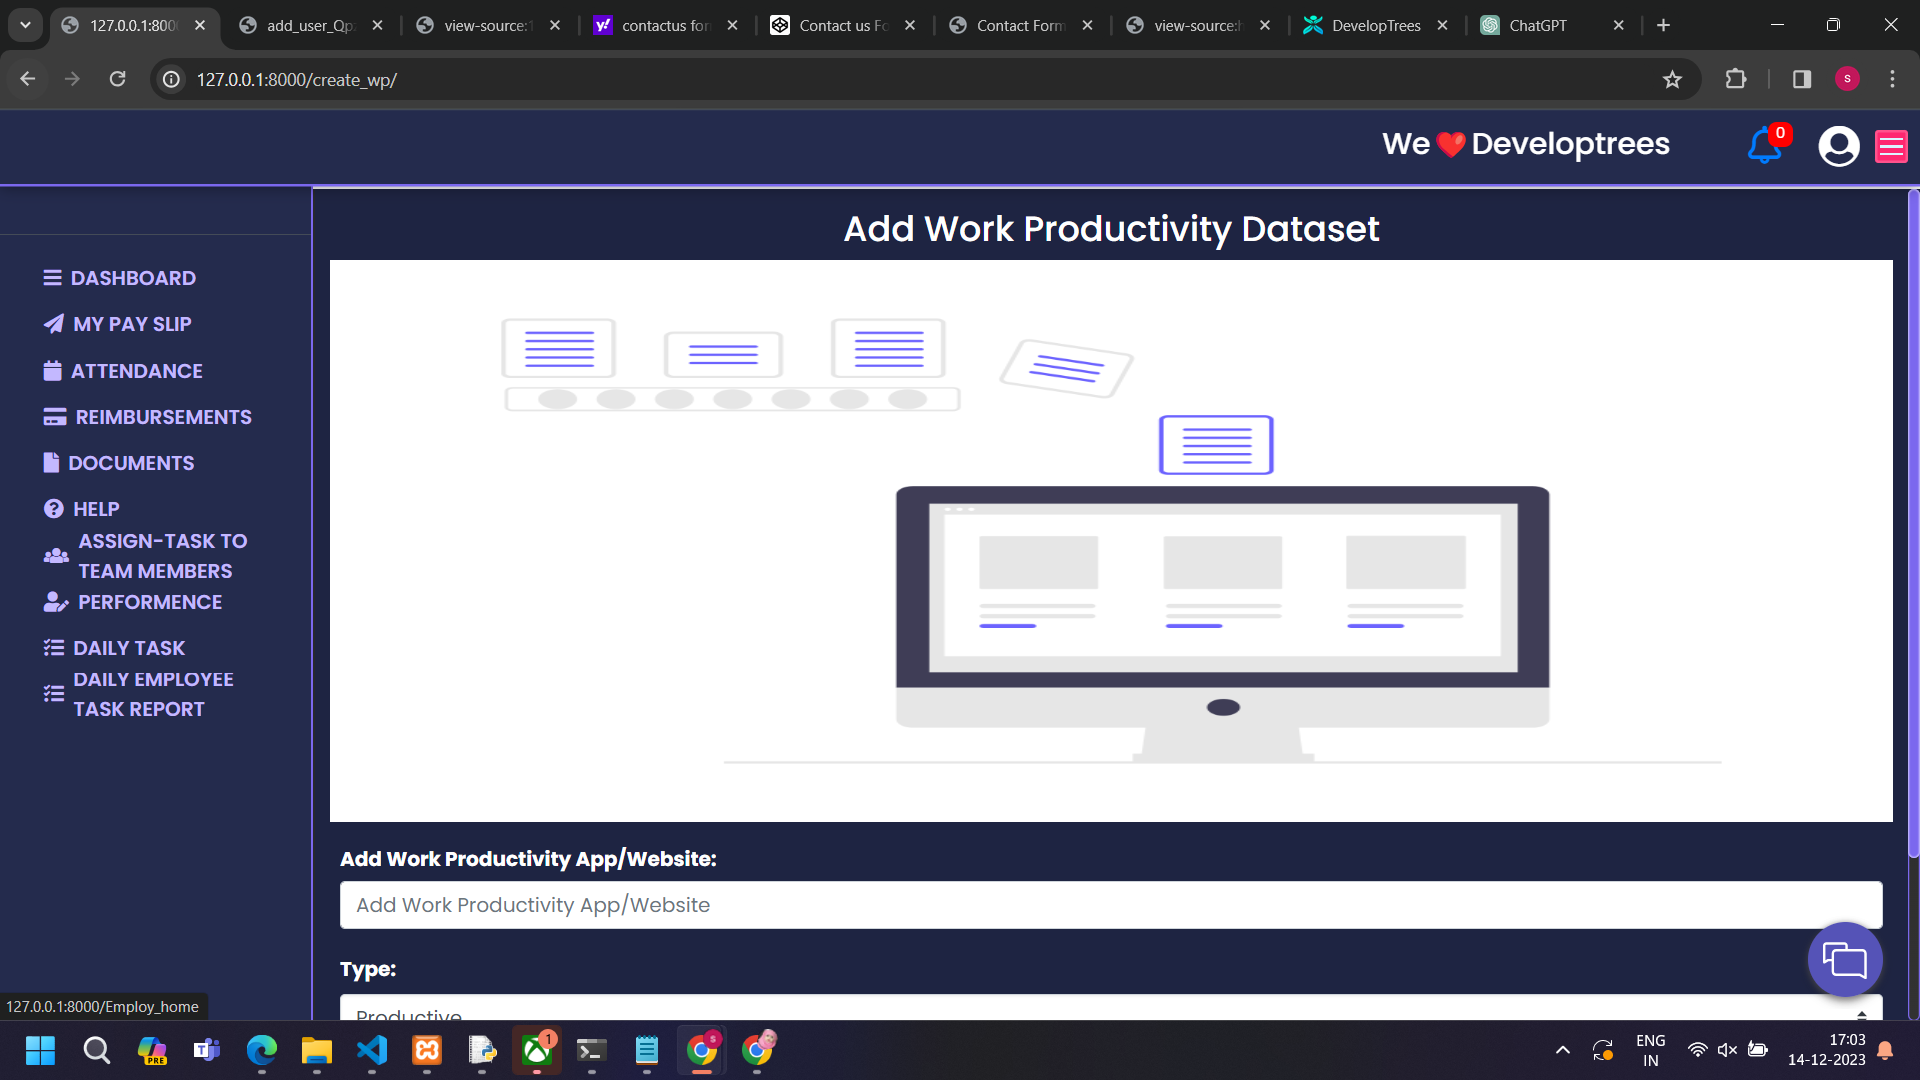 127.0.0.1:800
add_user_Qp
view-source:1
contactus for
Contact us Fo
Contact Form
view-source:h
DevelopTrees
ChatGPT
127.0.0.1:8000/create_wp/
S
We ❤️ Developtrees
0
Add Work Productivity Dataset
DASHBOARD
MY PAY SLIP
ATTENDANCE
REIMBURSEMENTS
DOCUMENTS
HELP
ASSIGN-TASK TO
TEAM MEMBERS
PERFORMENCE
DAILY TASK
DAILY EMPLOYEE
TASK REPORT
Add Work Productivity App/Website:
Add Work Productivity App/Website
Type:
Productive
127.0.0.1:8000/Employ_home
PRE
1
S
ENG
IN
17:03
14-12-2023